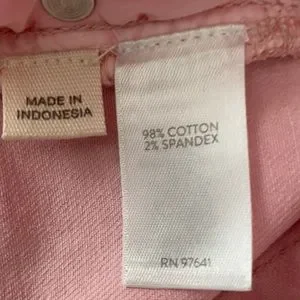 MADE IN
INDONESIA
98% COTTON
2% SPANDEX
RN 97641